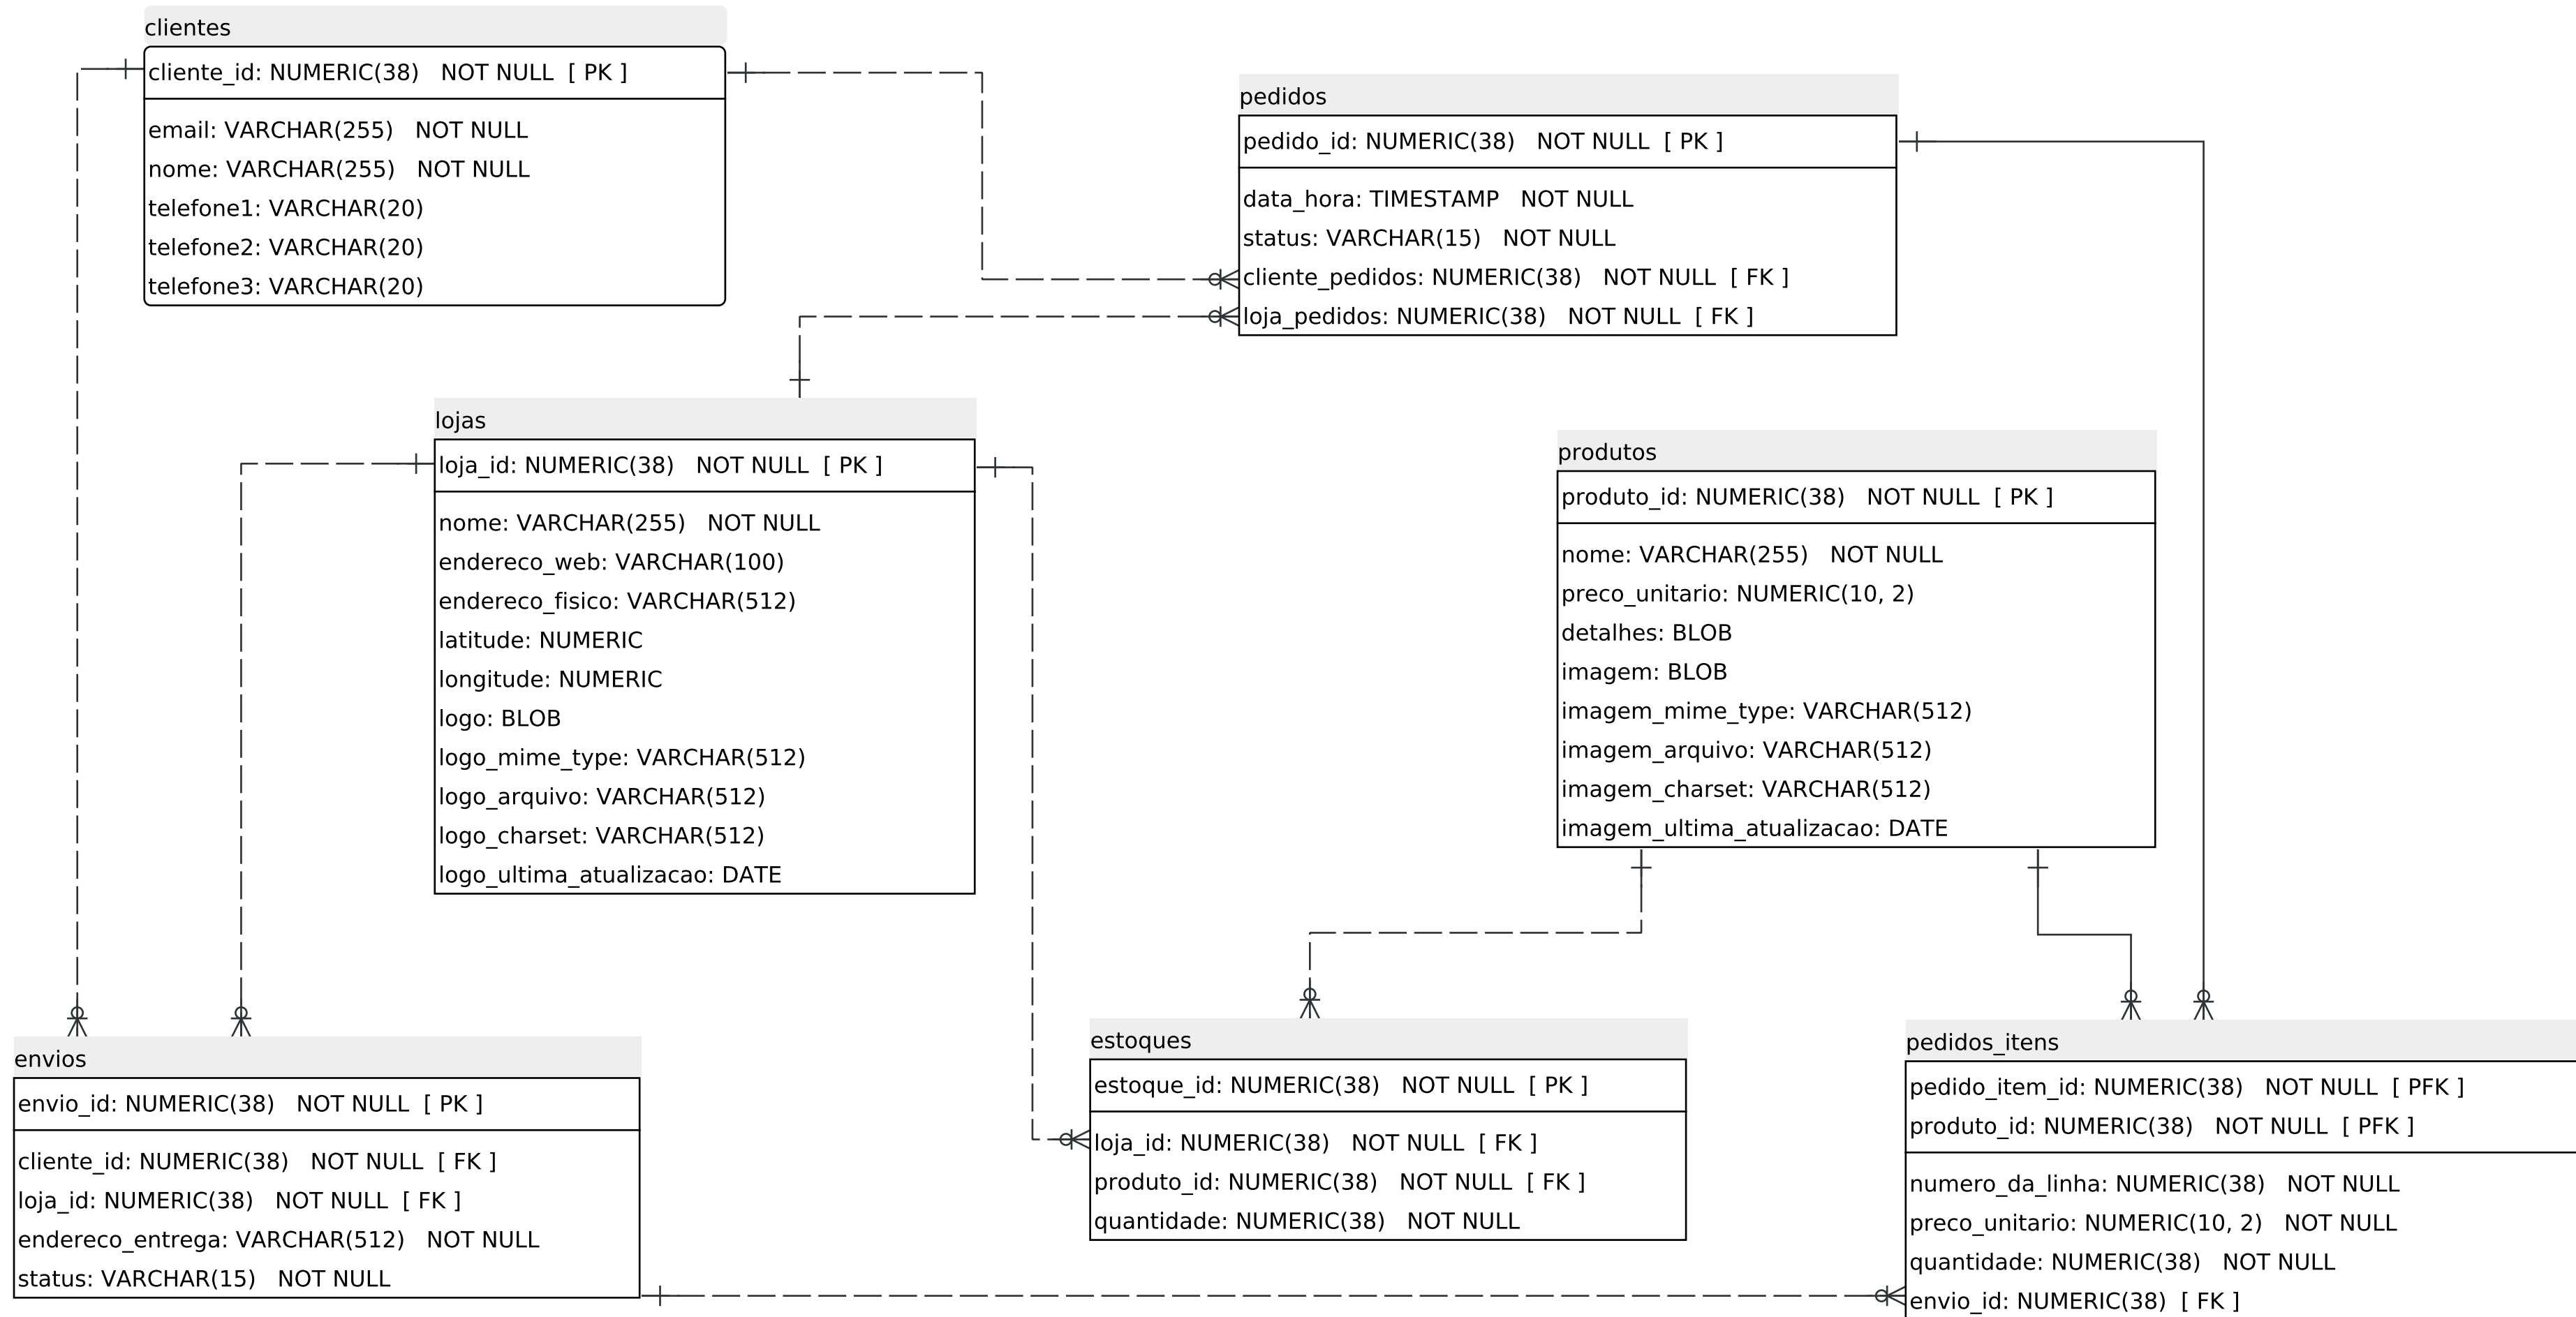 clientes
cliente_id: NUMERIC(38) NOT NULL [ PK ]
email: VARCHAR(255) NOT NULL
nome: VARCHAR(255) NOT NULL
telefone1: VARCHAR(20)
telefone2: VARCHAR(20)
telefone3: VARCHAR(20)
pedidos
pedido_id: NUMERIC(38) NOT NULL [ PK ]
data_hora: TIMESTAMP NOT NULL
status: VARCHAR(15) NOT NULL
cliente_pedidos: NUMERIC(38) NOT NULL [ FK ]
loja_pedidos: NUMERIC(38) NOT NULL [ FK ]
lojas
loja_id: NUMERIC(38) NOT NULL [ PK ]
nome: VARCHAR(255) NOT NULL
endereco_web: VARCHAR(100)
endereco_fisico: VARCHAR(512)
latitude: NUMERIC
longitude: NUMERIC
logo: BLOB
logo_mime_type: VARCHAR(512)
logo_arquivo: VARCHAR(512)
logo_charset: VARCHAR(512)
logo_ultima_atualizacao: DATE
produtos
produto_id: NUMERIC(38) NOT NULL [ PK ]
nome: VARCHAR(255) NOT NULL
preco_unitario: NUMERIC(10, 2)
detalhes: BLOB
imagem: BLOB
imagem_mime_type: VARCHAR(512)
imagem_arquivo: VARCHAR(512)
imagem_charset: VARCHAR(512)
imagem_ultima_atualizacao: DATE
envios
envio_id: NUMERIC(38) NOT NULL [ PK ]
cliente_id: NUMERIC(38) NOT NULL [ FK ]
loja_id: NUMERIC(38) NOT NULL [ FK ]
endereco_entrega: VARCHAR(512) NOT NULL
status: VARCHAR(15) NOT NULL
estoques
estoque_id: NUMERIC(38) NOT NULL [ PK ]
loja_id: NUMERIC(38) NOT NULL [ FK ]
produto_id: NUMERIC(38) NOT NULL [ FK ]
quantidade: NUMERIC(38) NOT NULL
pedidos_itens
pedido_item_id: NUMERIC(38) NOT NULL [ PFK ]
produto_id: NUMERIC(38) NOT NULL [ PFK ]
numero_da_linha: NUMERIC(38) NOT NULL
preco_unitario: NUMERIC(10, 2) NOT NULL
quantidade: NUMERIC(38) NOT NULL
envio_id: NUMERIC(38) [ FK ]